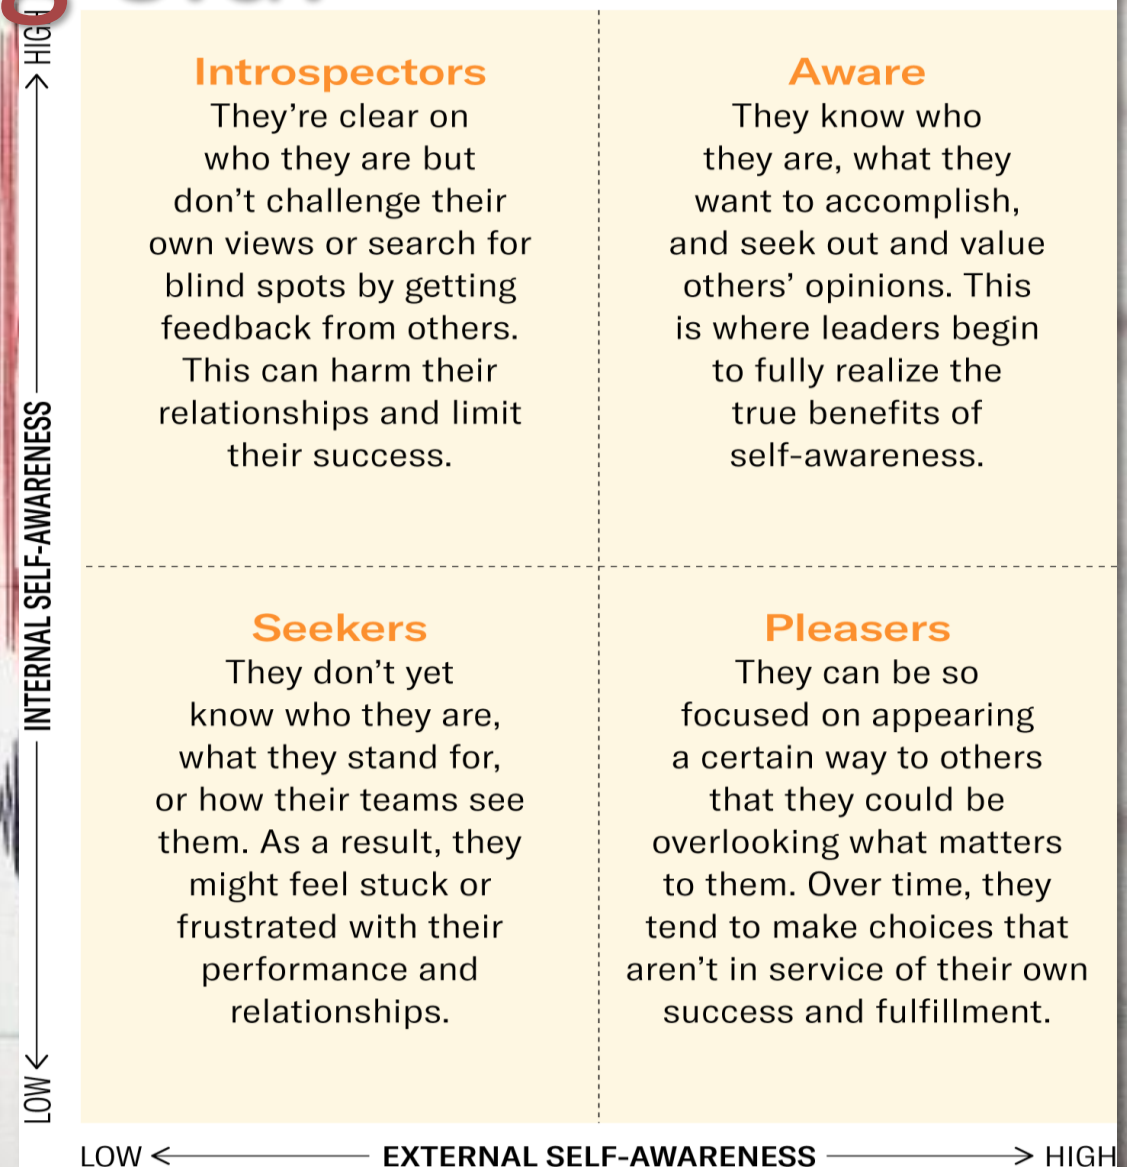 Introspectors
They're clear on
who they are but
don't challenge their
own views or search for
blind spots by getting
feedback from others.
This can harm their
relationships and limit
their success.
Aware
They know who
they are, what they
want to accomplish,
and seek out and value
others' opinions. This
is where leaders begin
to fully realize the
true benefits of
self-awareness.
Seekers
They don't yet
know who they are,
what they stand for,
or how their teams see
them. As a result, they
might feel stuck or
frustrated with their
performance and
relationships.
Pleasers
They can be so
focused on appearing
a certain way to others
that they could be
overlooking what matters
to them. Over time, they
tend to make choices that
aren't in service of their own
success and fulfillment.
LOW INTERNAL SELF-AWARENESS HIGH
LOW EXTERNAL SELF-AWARENESS HIGH